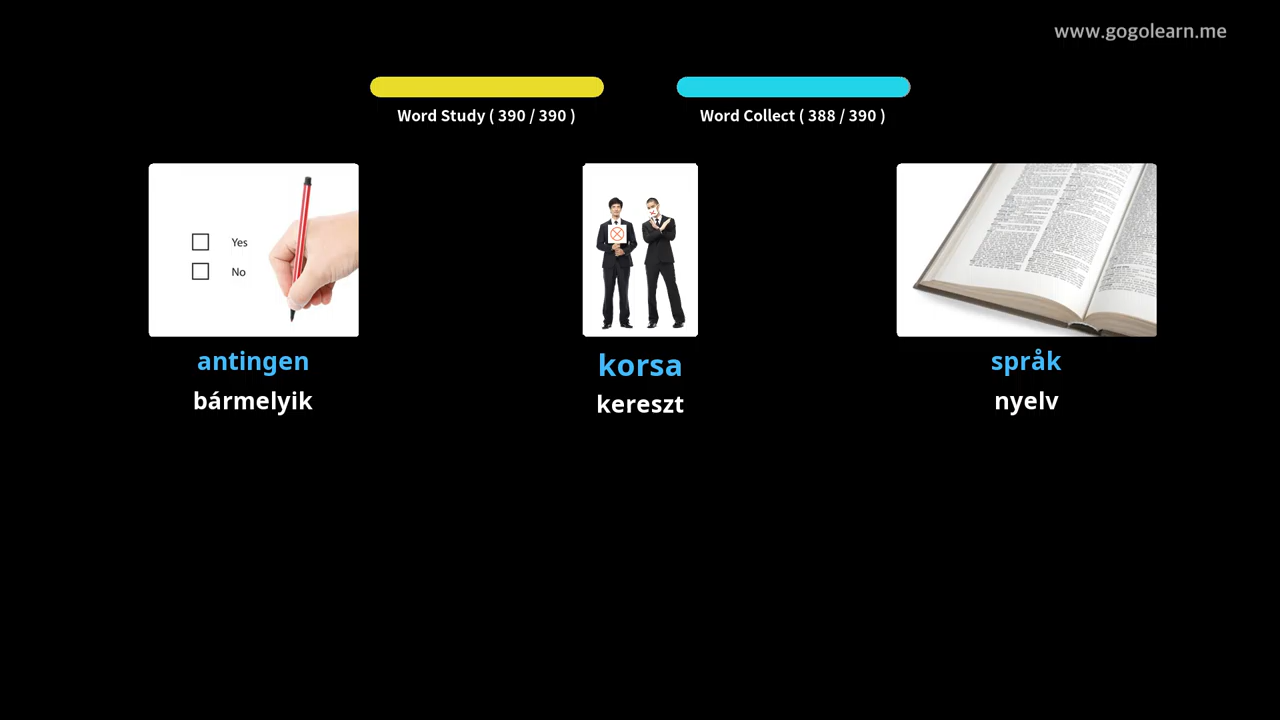 www.gogolearn.me
Word Study ( 390 / 390 )
Word Collect ( 388 / 390 )
Yes
No
antingen
bármelyik
korsa
kereszt
språk
nyelv